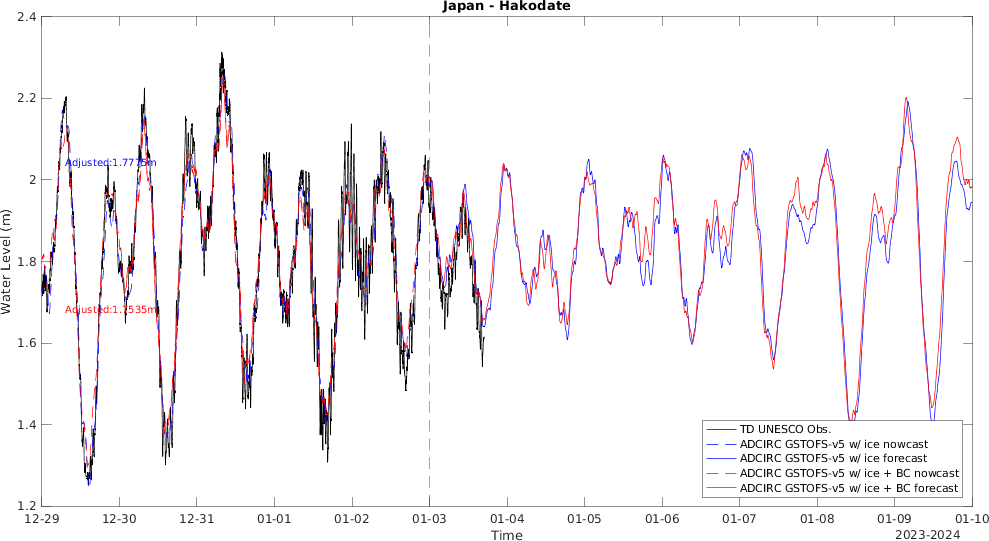 Japan - Hakodate
Water Level (m)
2.4
2.2
2
1.8
1.6
1.4
1.2
Adjusted:1.7775m
Adjusted:1.7535m
TD UNESCO Obs.
ADCIRC GSTOFS-v5 w/ ice nowcast
ADCIRC GSTOFS-v5 w/ ice forecast
ADCIRC GSTOFS-v5 w/ ice + BC nowcast
ADCIRC GSTOFS-v5 w/ ice + BC forecast
12-29 12-30 12-31 01-01 01-02 01-03 01-04 01-05 01-06 01-07 01-08 01-09 01-10
Time
2023-2024